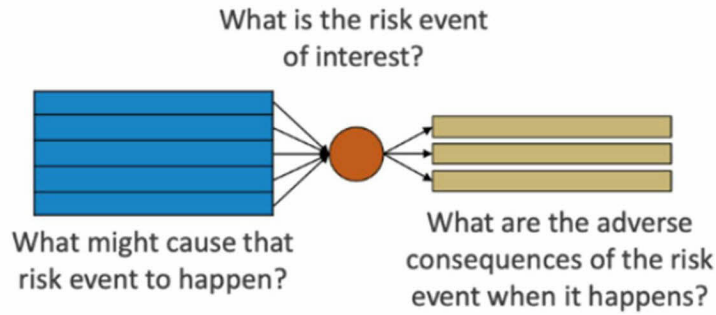 What is the risk event
of interest?
What might cause that
risk event to happen?
What are the adverse
consequences of the risk
event when it happens?